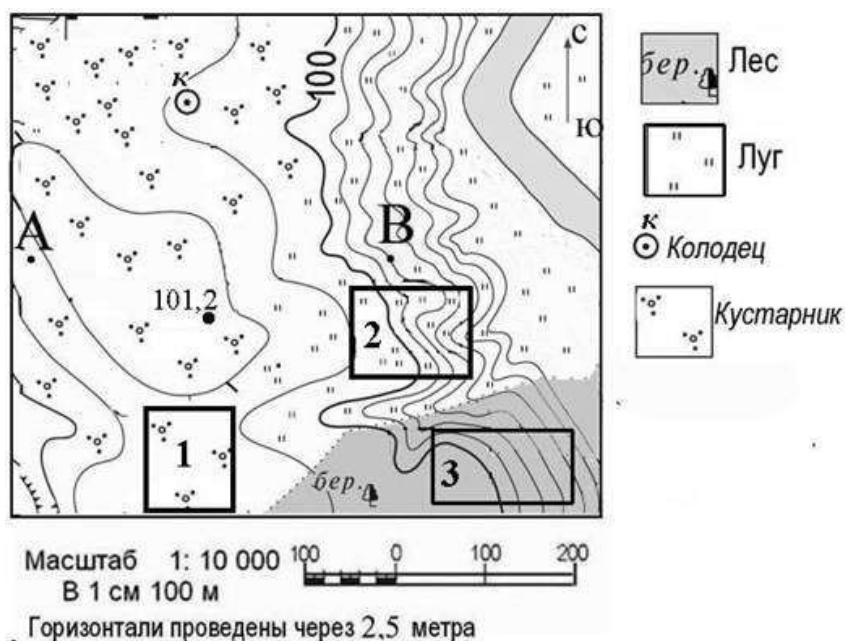 С
Ю
100
к
А
В
101,2
2
1
3
бер.
бер. Лес
Луг
к
Колодец
Кустарник
Масштаб 1: 10 000
В 1 см 100 м
100 0 100 200
Горизонтали проведены через 2,5 метра